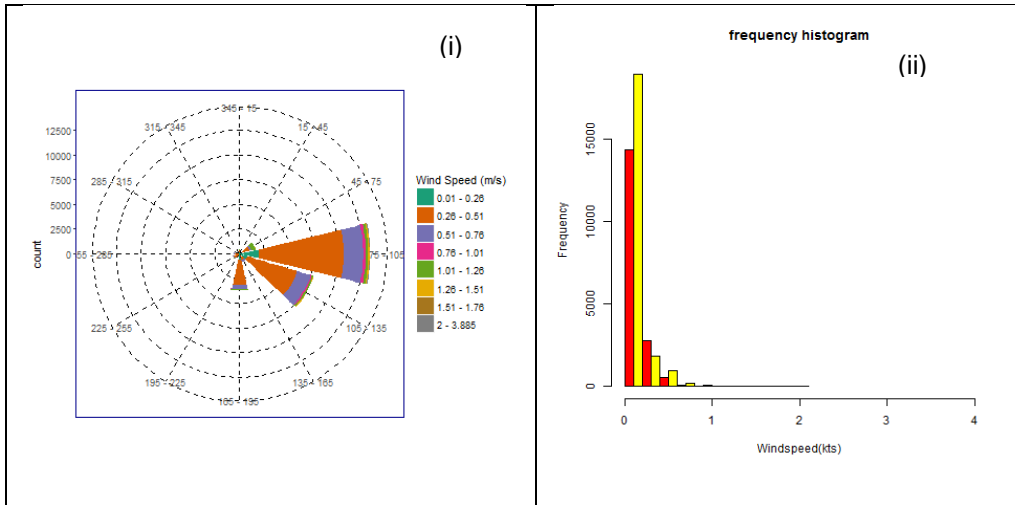 (i)
345 - 15
315 - 345
15 - 45
12500
10000
7500
5000
2500
0
count
285 - 315
45 - 75
75 - 105
225 - 255
105 - 135
195 - 225
135 - 165
165 - 195
Wind Speed (m/s)
0.01 - 0.26
0.26 - 0.51
0.51 - 0.76
0.76 - 1.01
1.01 - 1.26
1.26 - 1.51
1.51 - 1.76
2 - 3.885
frequency histogram
(ii)
Frequency
15000
10000
5000
0
0 1 2 3 4
Windspeed(kts)